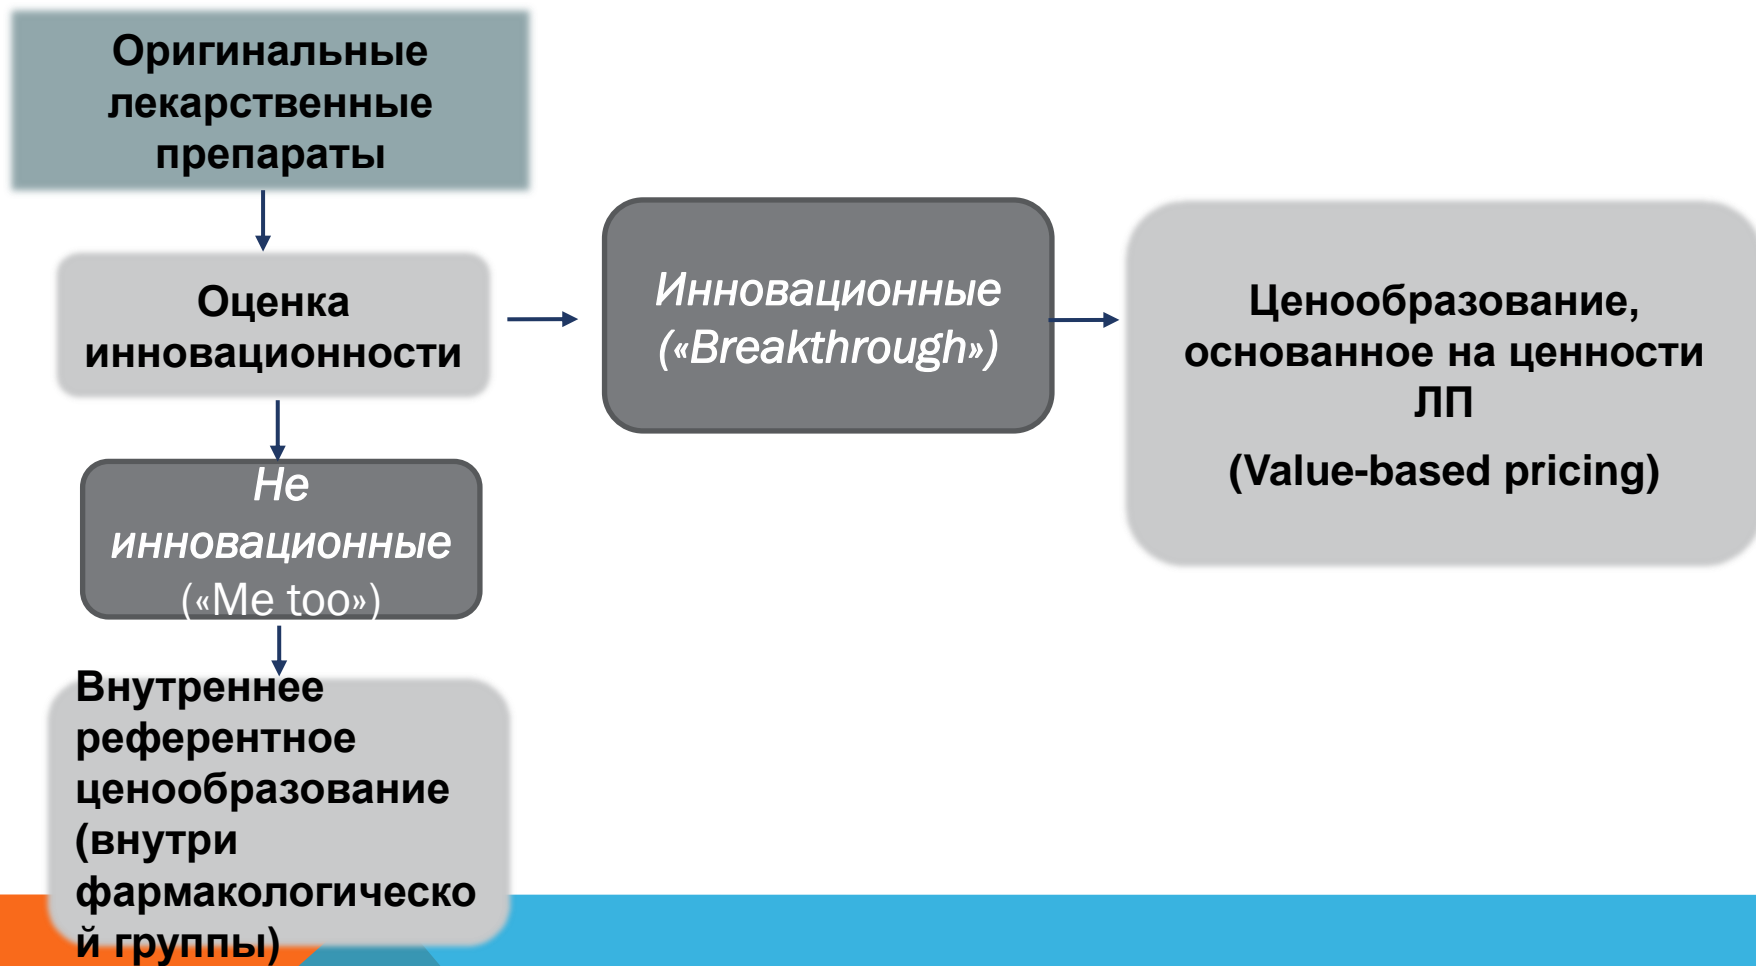 Оригинальные
лекарственные
препараты
Оценка
инновационности
Инновационные
(«Breakthrough»)
Ценообразование,
основанное на ценности
ЛП
(Value-based pricing)
Не
инновационные
(«Me too»)
Внутреннее
референтное
ценообразование
(внутри
фармакологическо
й группы)